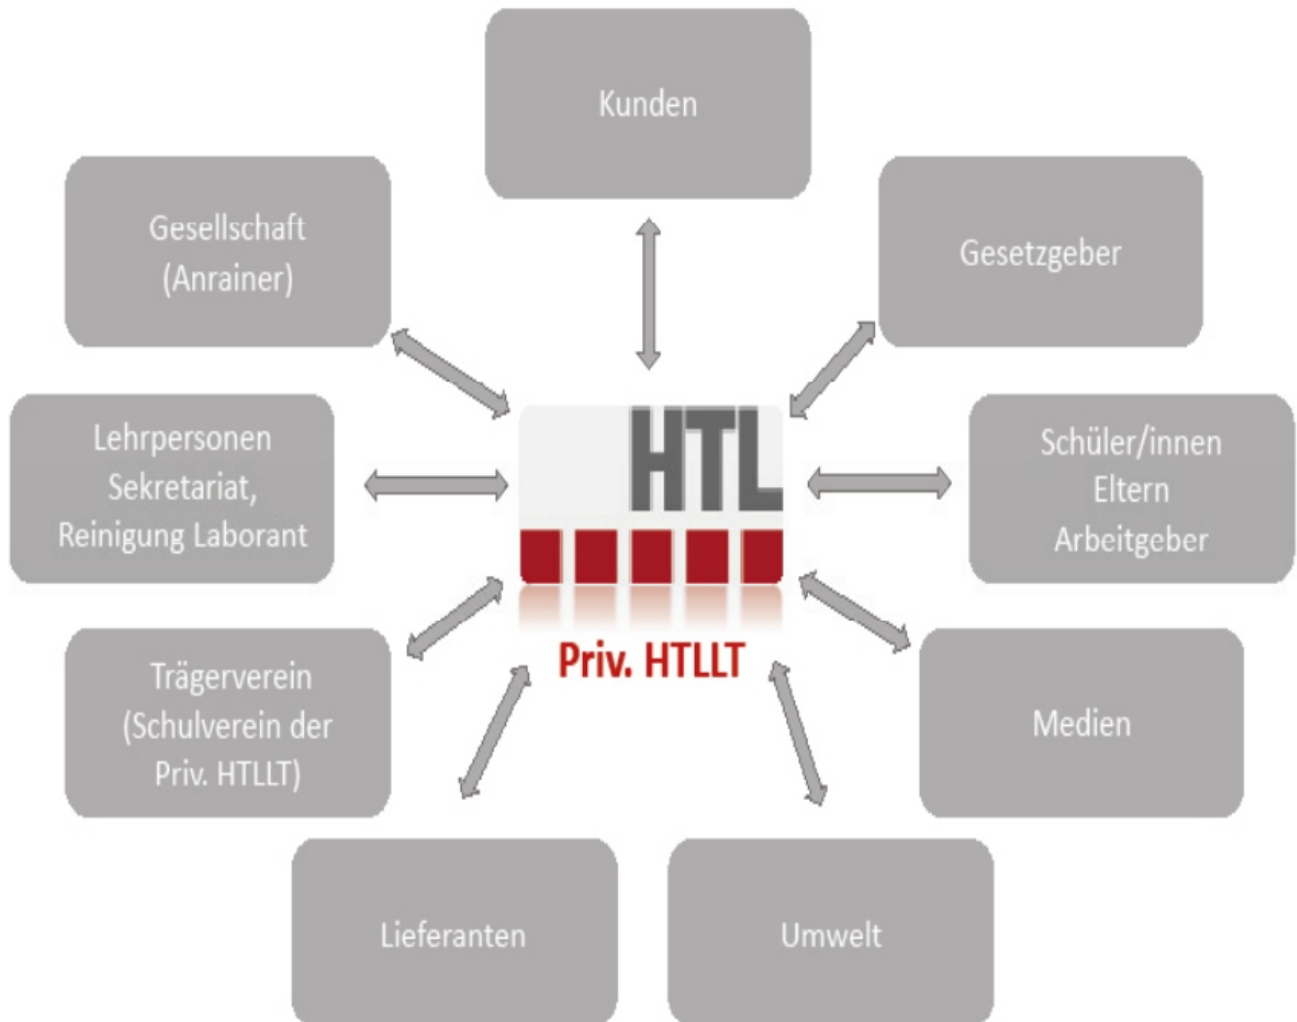 Kunden
Gesellschaft
(Anrainer)
Gesetzgeber
Lehrpersonen
Sekretariat,
Reinigung Laborant
HTL
Priv. HTLLT
Schüler/innen
Eltern
Arbeitgeber
Trägerverein
(Schulverein der
Priv. HTLLT)
Medien
Lieferanten
Umwelt